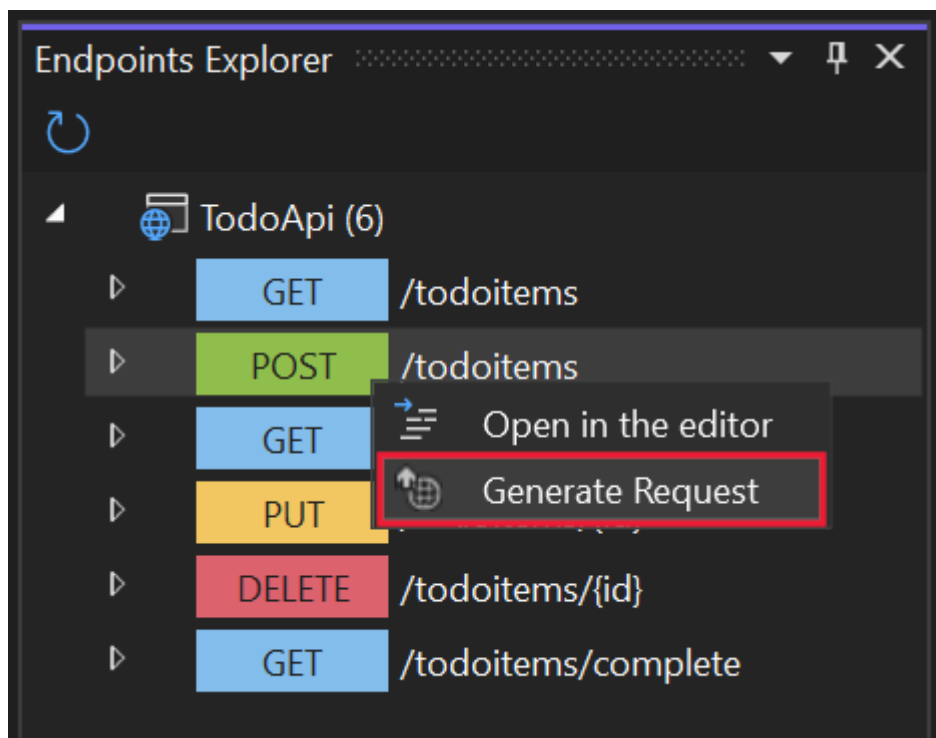 Endpoints Explorer
TodoApi (6)
GET /todoitems
POST /todoitems
Open in the editor
GET
Generate Request
PUT
DELETE /todoitems/{id}
GET /todoitems/complete